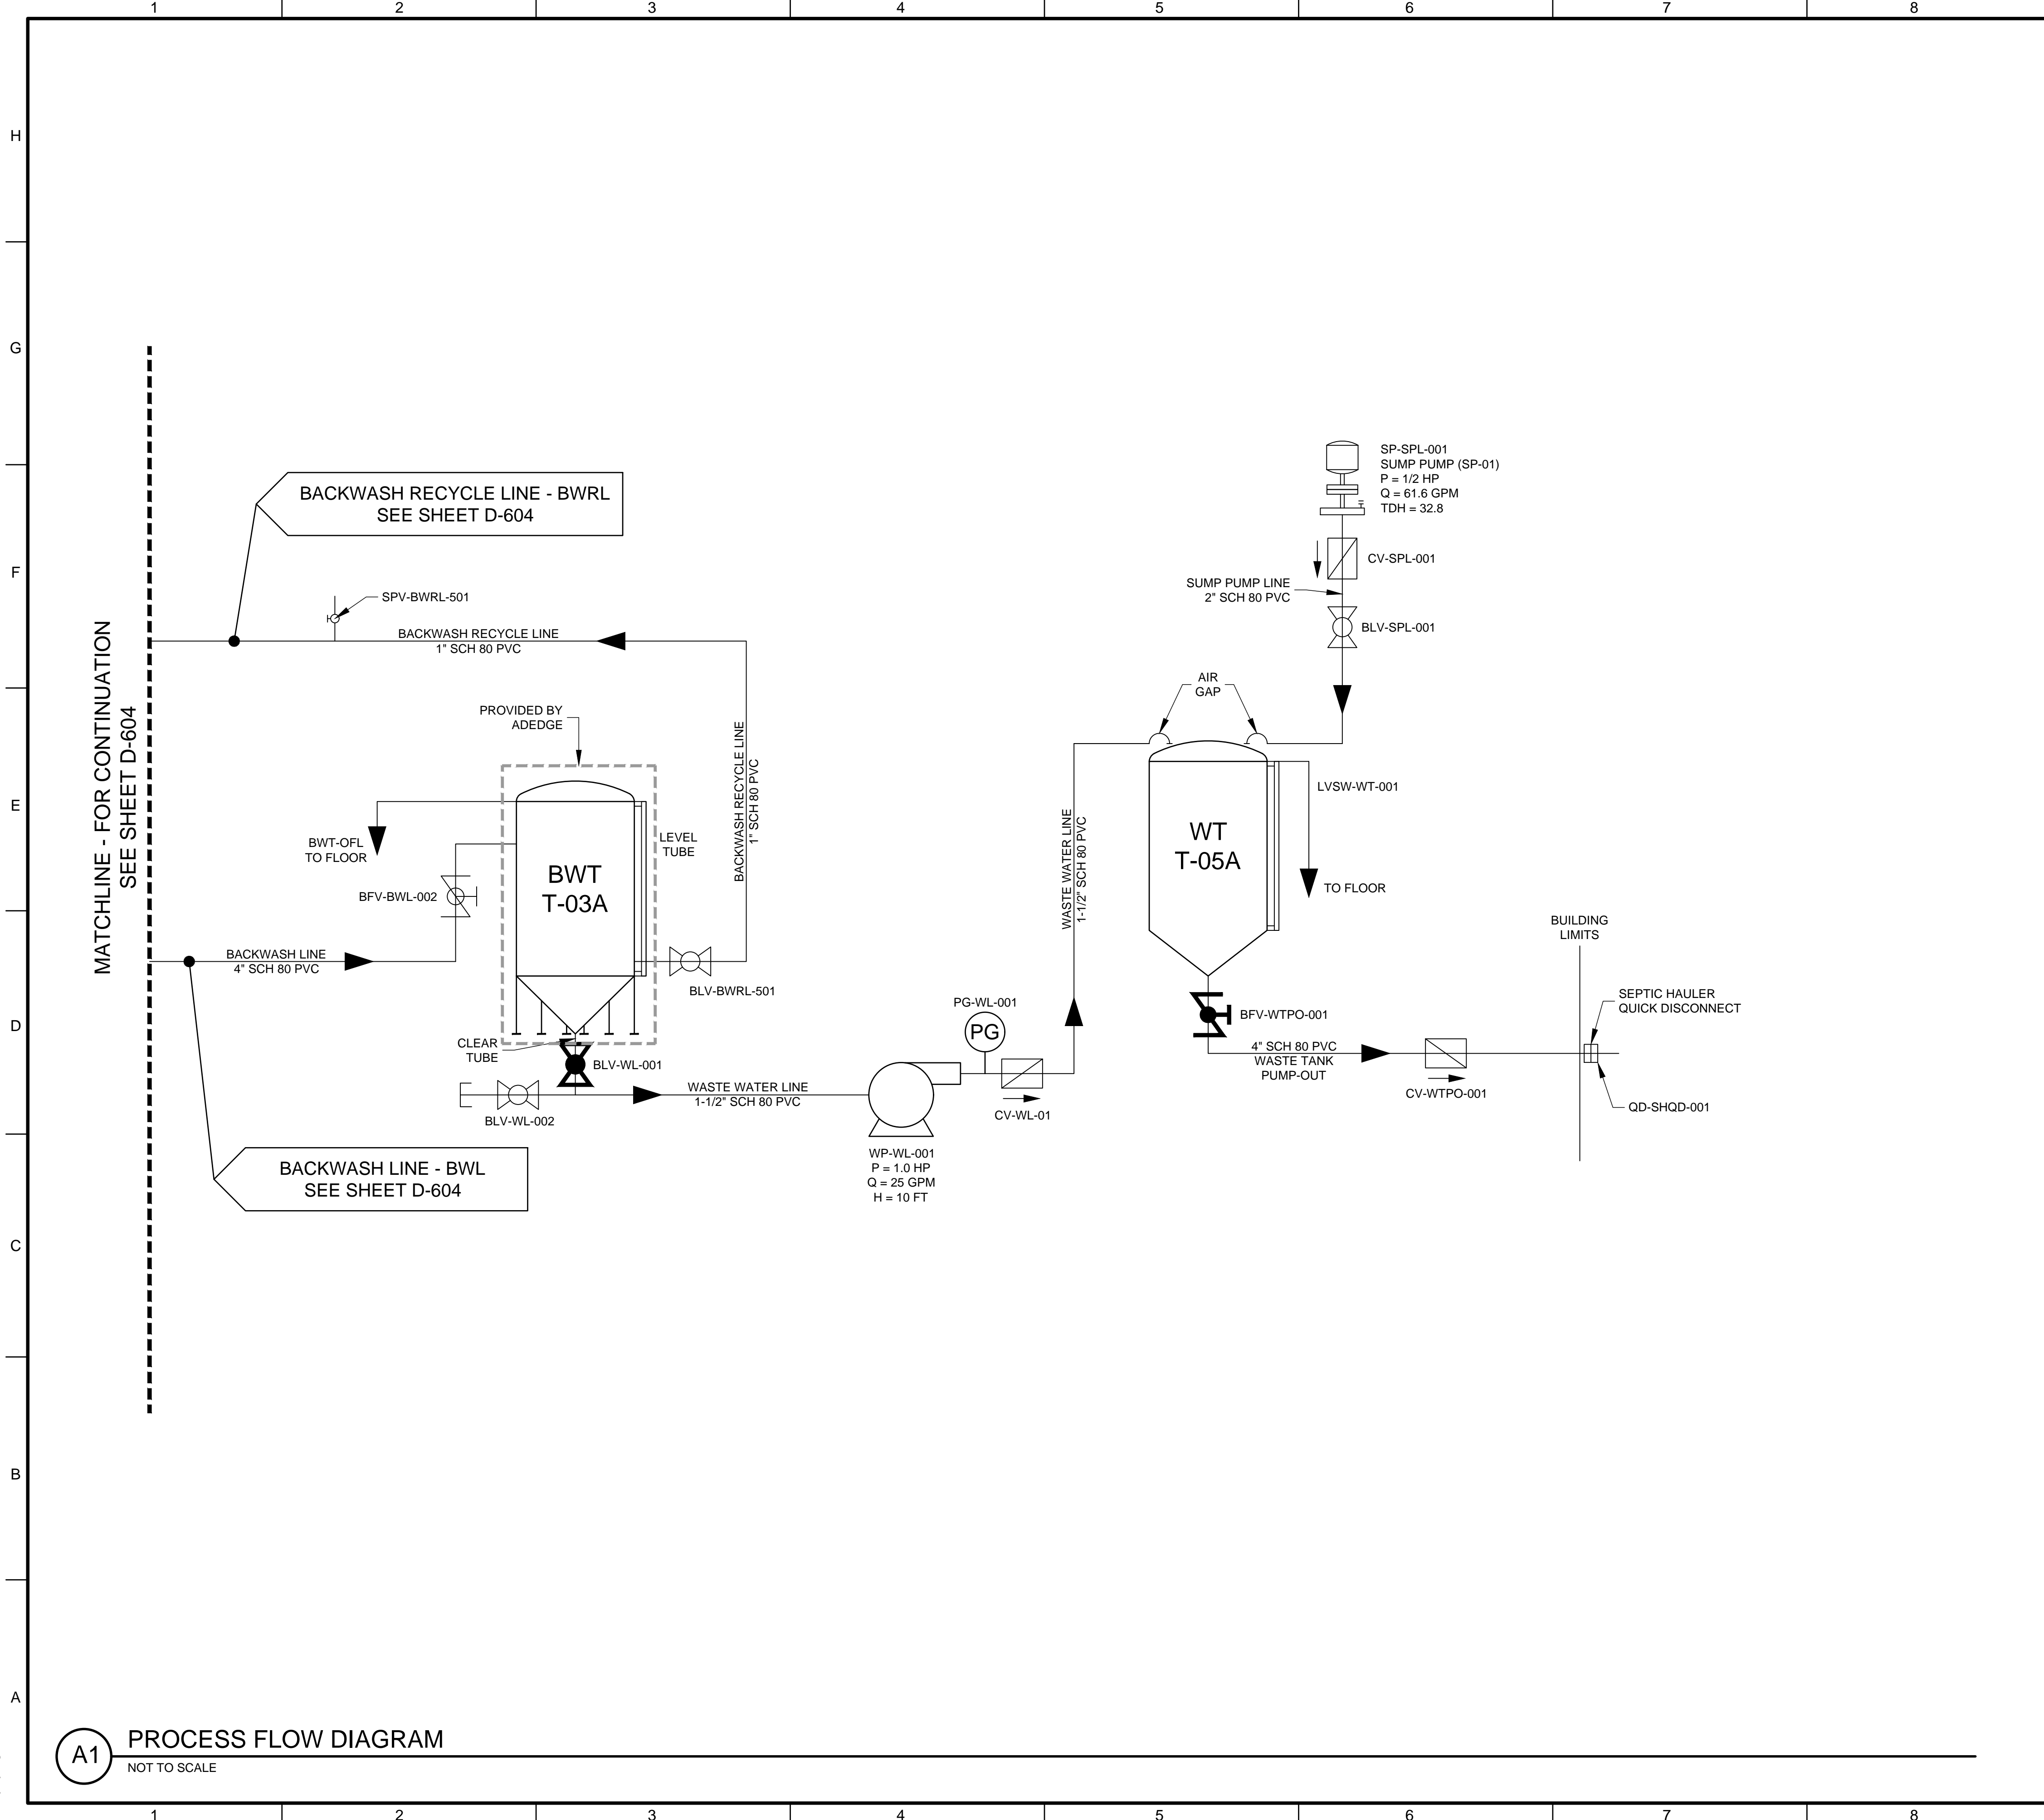 1 2 3 4 5 6 7 8
H
G
F
E
D
C
B
A
MATCHLINE - FOR CONTINUATION
SEE SHEET D-604
BACKWASH RECYCLE LINE - BWRL
SEE SHEET D-604
SPV-BWRL-501
BACKWASH RECYCLE LINE
1" SCH 80 PVC
PROVIDED BY
ADEDGE
BACKWASH RECYCLE LINE
1" SCH 80 PVC
BWT-OFL
TO FLOOR
LEVEL
TUBE
BWT
T-03A
BFV-BWL-002
BACKWASH LINE
4" SCH 80 PVC
BLV-BWRL-501
CLEAR
TUBE
BLV-WL-001
BLV-WL-002
WASTE WATER LINE
1-1/2" SCH 80 PVC
BACKWASH LINE - BWL
SEE SHEET D-604
PG-WL-001
PG
CV-WL-01
WP-WL-001
P = 1.0 HP
Q = 25 GPM
H = 10 FT
WASTE WATER LINE
1-1/2" SCH 80 PVC
SP-SPL-001
SUMP PUMP (SP-01)
P = 1/2 HP
Q = 61.6 GPM
TDH = 32.8
CV-SPL-001
SUMP PUMP LINE
2" SCH 80 PVC
BLV-SPL-001
AIR
GAP
LVSW-WT-001
WT
T-05A
TO FLOOR
BFV-WTPO-001
4" SCH 80 PVC
WASTE TANK
PUMP-OUT
CV-WTPO-001
BUILDING
LIMITS
SEPTIC HAULER
QUICK DISCONNECT
QD-SHQD-001
A1
PROCESS FLOW DIAGRAM
NOT TO SCALE
1 2 3 4 5 6 7 8